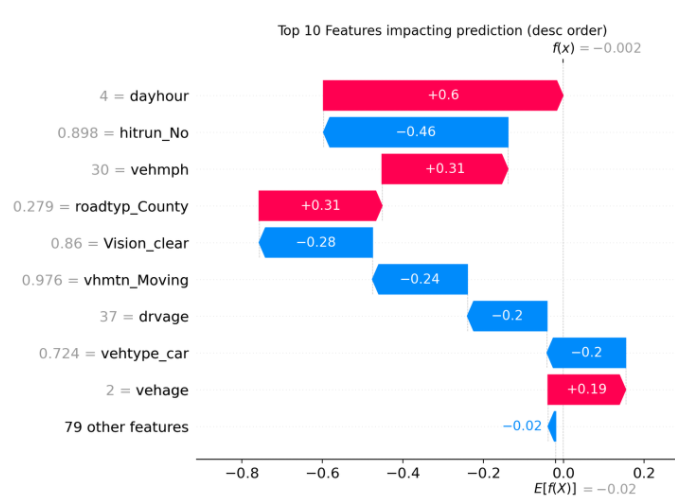 Top 10 Features impacting prediction (desc order)
f(x) = −0.002
4 = dayhour
+0.6
0.898 = hitrun_No
−0.46
30 = vehmph
+0.31
0.279 = roadtyp_County
+0.31
0.86 = Vision_clear
−0.28
0.976 = vhmtn_Moving
−0.24
37 = drvage
−0.2
0.724 = vehtype_car
−0.2
2 = vehage
+0.19
79 other features
−0.02
−0.8 −0.6 −0.4 −0.2 0.0 0.2
E[f(X)] = −0.02